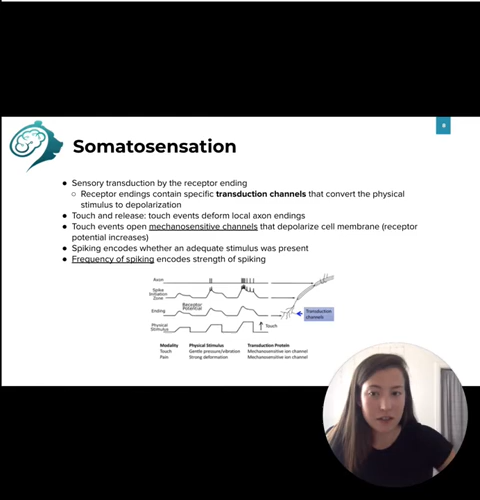 8
Somatosensation
● Sensory transduction by the receptor ending
○ Receptor endings contain specific transduction channels that convert the physical
stimulus to depolarization
● Touch and release: touch events deform local axon endings
● Touch events open mechanosensitive channels that depolarize cell membrane (receptor
potential increases)
● Spiking encodes whether an adequate stimulus was present
● Frequency of spiking encodes strength of spiking
Axon
Spike
Initiation
Zone
Receptor
Potential
Ending
Transduction
channels
Physical
Stimulus
Touch
Modality Physical Stimulus Transduction Protein
Touch Gentle pressure/vibration Mechanosensitive ion channel
Pain Strong deformation Mechanosensitive ion channel